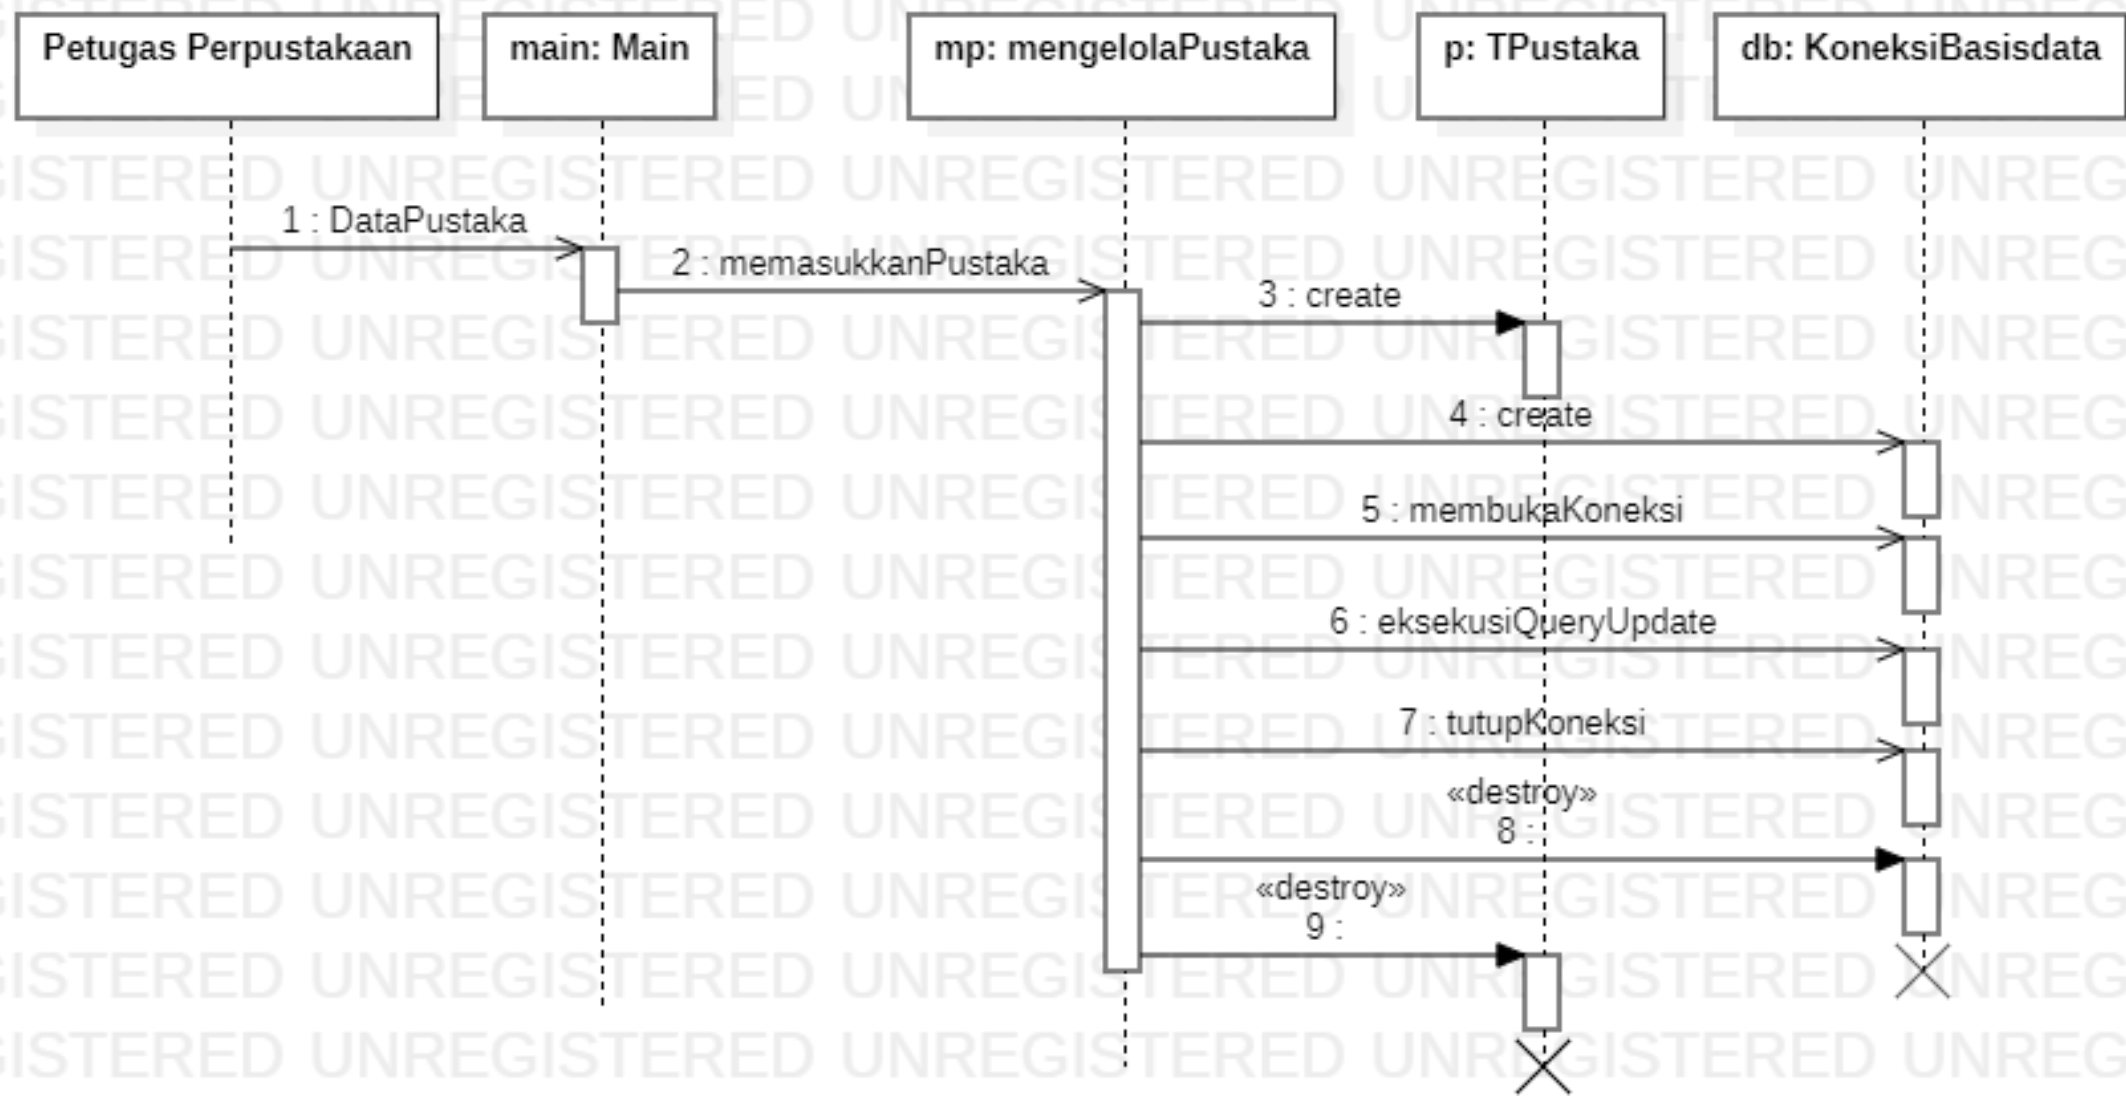 Petugas Perpustakaan
main: Main
mp: mengelolaPustaka
p: TPustaka
db: KoneksiBasisdata
1 : DataPustaka
2 : memasukkanPustaka
3 : create
4 : create
5 : membukaKoneksi
6 : eksekusiQueryUpdate
7 : tutupKoneksi
«destroy»
8 :
«destroy»
9 :
UNREGISTERED